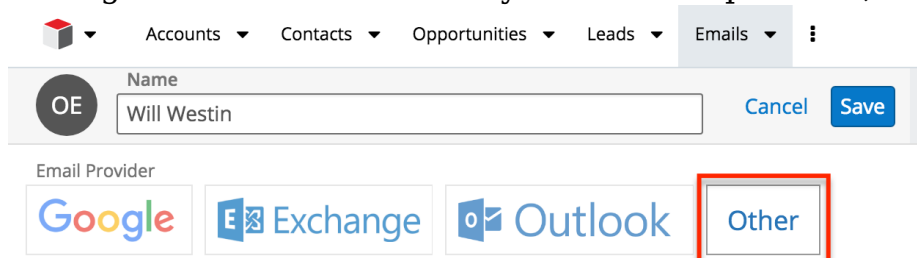 Accounts Contacts Opportunities Leads Emails
Name
OE Will Westin Cancel Save
Email Provider
Google E Exchange o Outlook Other